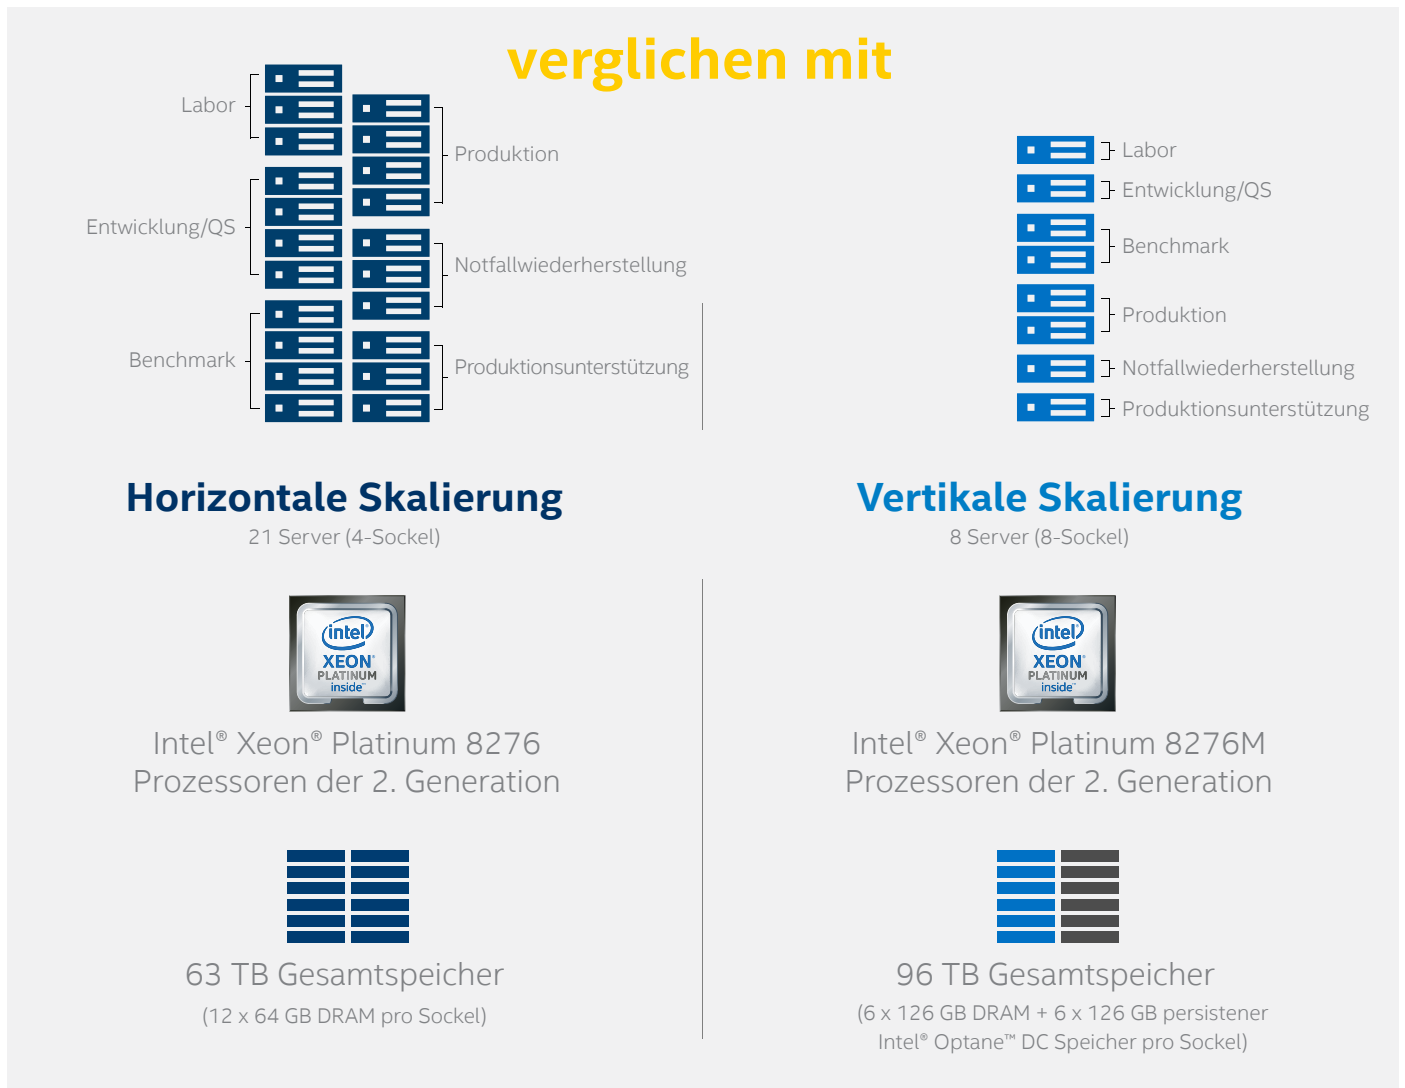 verglichen mit
Labor
Entwicklung/QS
Benchmark
Produktion
Notfallwiederherstellung
Produktionsunterstützung
Labor
Entwicklung/QS
Benchmark
Produktion
Notfallwiederherstellung
Produktionsunterstützung
Horizontale Skalierung
21 Server (4-Sockel)
intel®
XEON®
PLATINUM
inside™
Intel® Xeon® Platinum 8276
Prozessoren der 2. Generation
63 TB Gesamtspeicher
(12 x 64 GB DRAM pro Sockel)
Vertikale Skalierung
8 Server (8-Sockel)
intel®
XEON®
PLATINUM
inside™
Intel® Xeon® Platinum 8276M
Prozessoren der 2. Generation
96 TB Gesamtspeicher
(6 x 126 GB DRAM + 6 x 126 GB persistener
Intel® Optane™ DC Speicher pro Sockel)